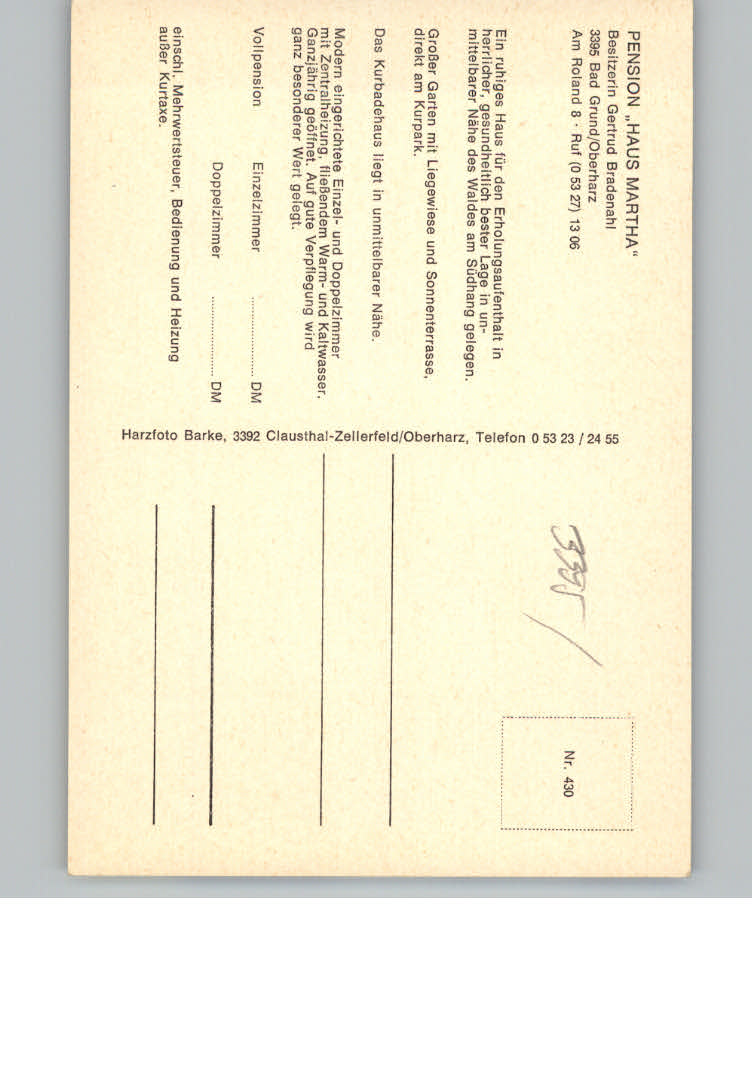 PENSION „HAUS MARTHA“
Besitzerin Gertrud Bradenahl
3395 Bad Grund/Oberharz
Am Roland 8 · Ruf (0 53 27) 13 06
Ein ruhiges Haus für den Erholungsaufenthalt in
herrlicher, gesundheitlich bester Lage in un-
mittelbarer Nähe des Waldes am Südhang gelegen.
Großer Garten mit Liegewiese und Sonnenterrasse,
direkt am Kurpark.
Das Kurbadehaus liegt in unmittelbarer Nähe.
Modern eingerichtete Einzel- und Doppelzimmer
mit Zentralheizung, fließendem Warm- und Kaltwasser.
Ganzjährig geöffnet. Auf gute Verpflegung wird
ganz besonderer Wert gelegt.
Vollpension Einzelzimmer .................... DM
Doppelzimmer .................... DM
einschl. Mehrwertsteuer, Bedienung und Heizung
außer Kurtaxe.
Harzfoto Barke, 3392 Clausthal-Zellerfeld/Oberharz, Telefon 0 53 23 / 24 55
3395/
Nr. 430